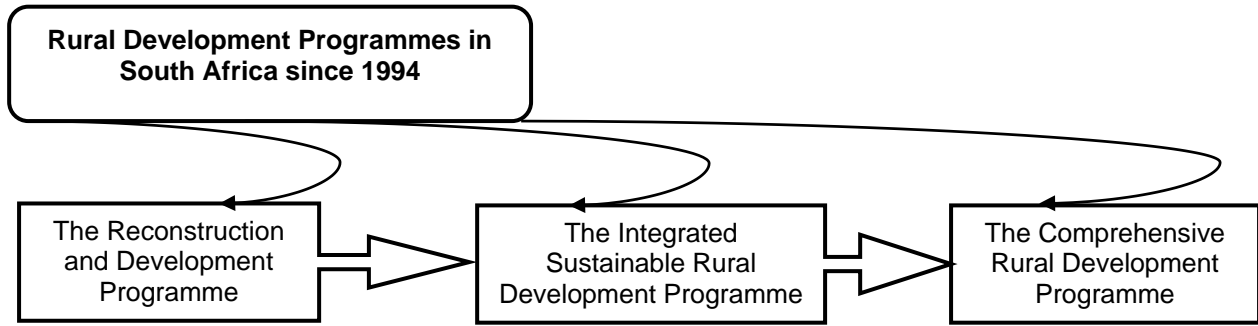 Rural Development Programmes in
South Africa since 1994
The Reconstruction
and Development
Programme
The Integrated
Sustainable Rural
Development Programme
The Comprehensive
Rural Development
Programme